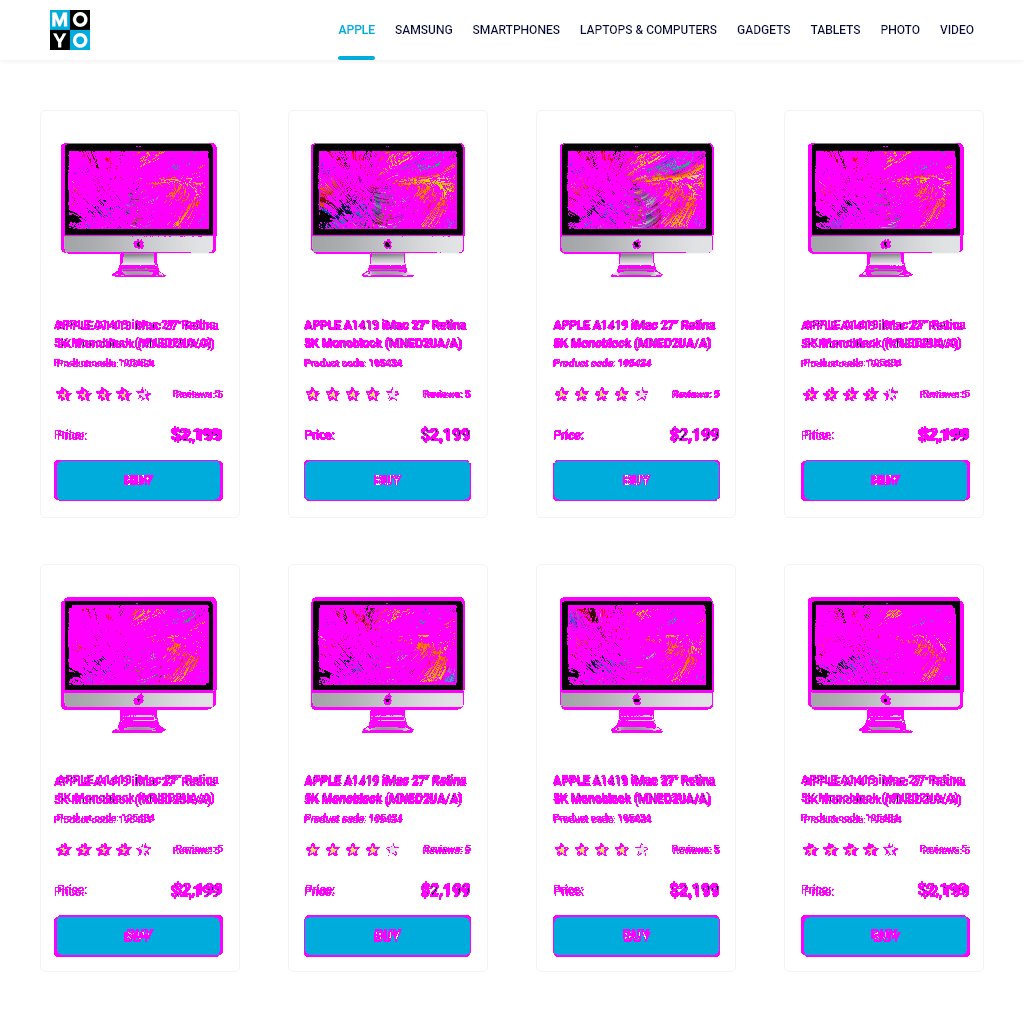 MO
YO
APPLE SAMSUNG SMARTPHONES LAPTOPS & COMPUTERS GADGETS TABLETS PHOTO VIDEO
APPLE A1419 iMac 27" Retina
5K Monoblock (MNED2UA/A)
Product code: 195434
Reviews: 5
Price: $2,199
BUY
APPLE A1419 iMac 27" Retina
5K Monoblock (MNED2UA/A)
Product code: 195434
Reviews: 5
Price: $2,199
BUY
APPLE A1419 iMac 27" Retina
5K Monoblock (MNED2UA/A)
Product code: 195434
Reviews: 5
Price: $2,199
BUY
APPLE A1419 iMac 27" Retina
5K Monoblock (MNED2UA/A)
Product code: 195434
Reviews: 5
Price: $2,199
BUY
APPLE A1419 iMac 27" Retina
5K Monoblock (MNED2UA/A)
Product code: 195434
Reviews: 5
Price: $2,199
BUY
APPLE A1419 iMac 27" Retina
5K Monoblock (MNED2UA/A)
Product code: 195434
Reviews: 5
Price: $2,199
BUY
APPLE A1419 iMac 27" Retina
5K Monoblock (MNED2UA/A)
Product code: 195434
Reviews: 5
Price: $2,199
BUY
APPLE A1419 iMac 27" Retina
5K Monoblock (MNED2UA/A)
Product code: 195434
Reviews: 5
Price: $2,199
BUY